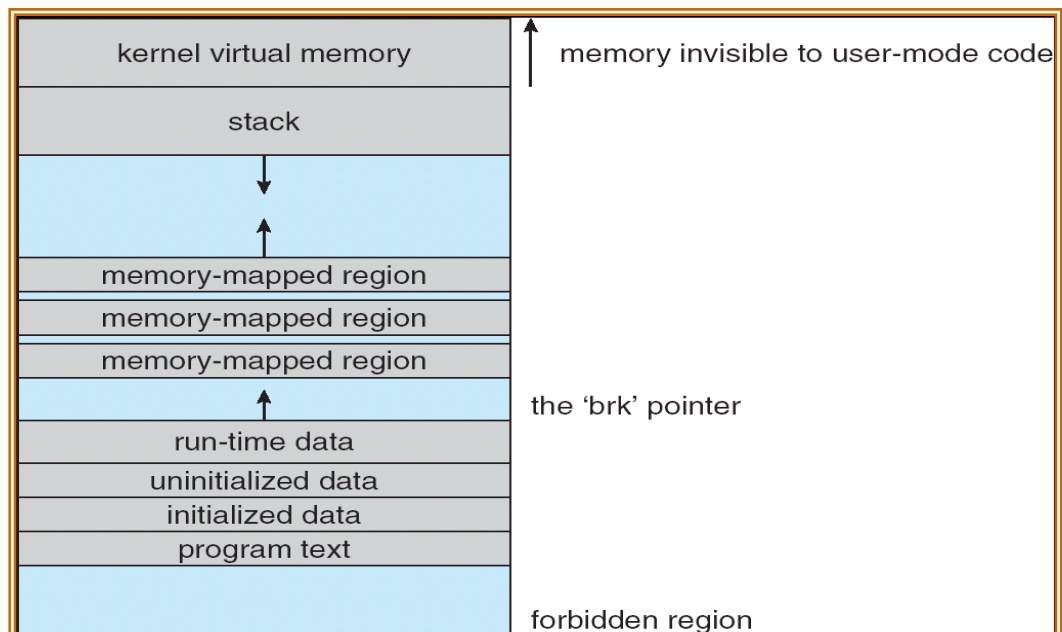 kernel virtual memory
memory invisible to user-mode code
stack
memory-mapped region
memory-mapped region
memory-mapped region
the ‘brk’ pointer
run-time data
uninitialized data
initialized data
program text
forbidden region